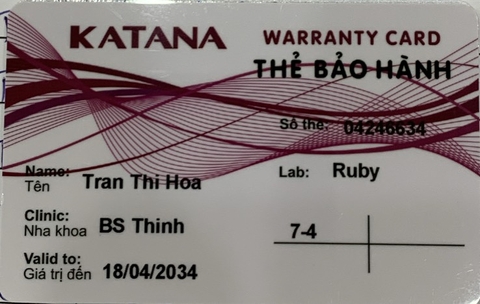 KATANA WARRANTY CARD
THẺ BẢO HÀNH
Số thẻ: 04246634
Name:
Tên Tran Thi Hoa Lab: Ruby
Clinic:
Nha khoa BS Thinh 7-4
Valid to:
Giá trị đến 18/04/2034